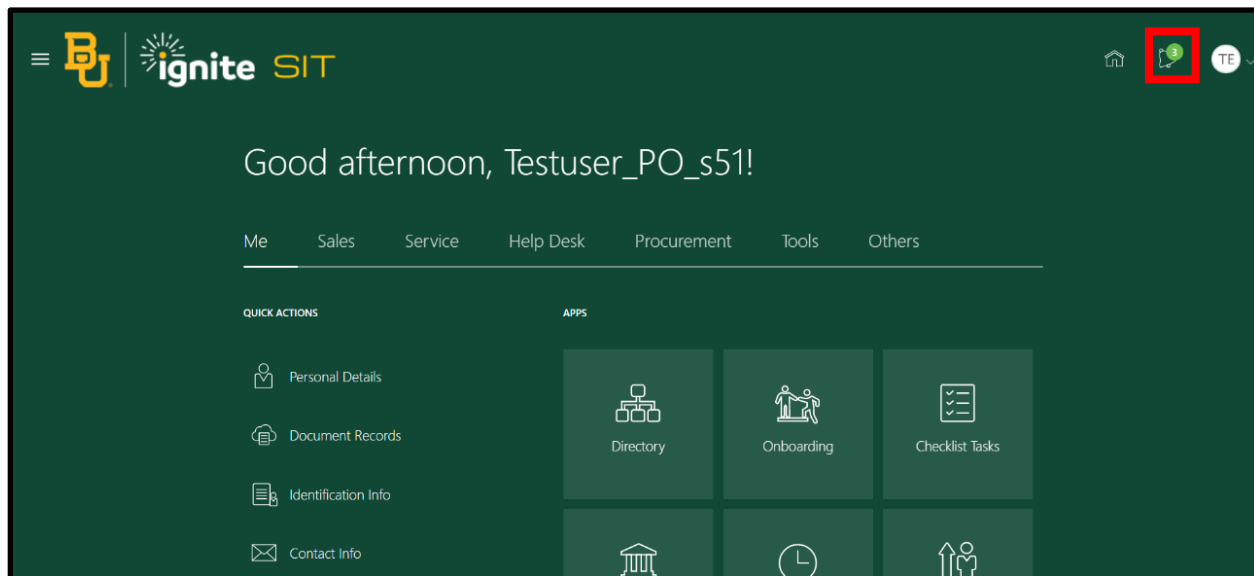 BU ignite SIT 3 TE
Good afternoon, Testuser_PO_s51!
Me Sales Service Help Desk Procurement Tools Others
QUICK ACTIONS APPS
Personal Details
Document Records
Directory Onboarding Checklist Tasks
Identification Info
Contact Info